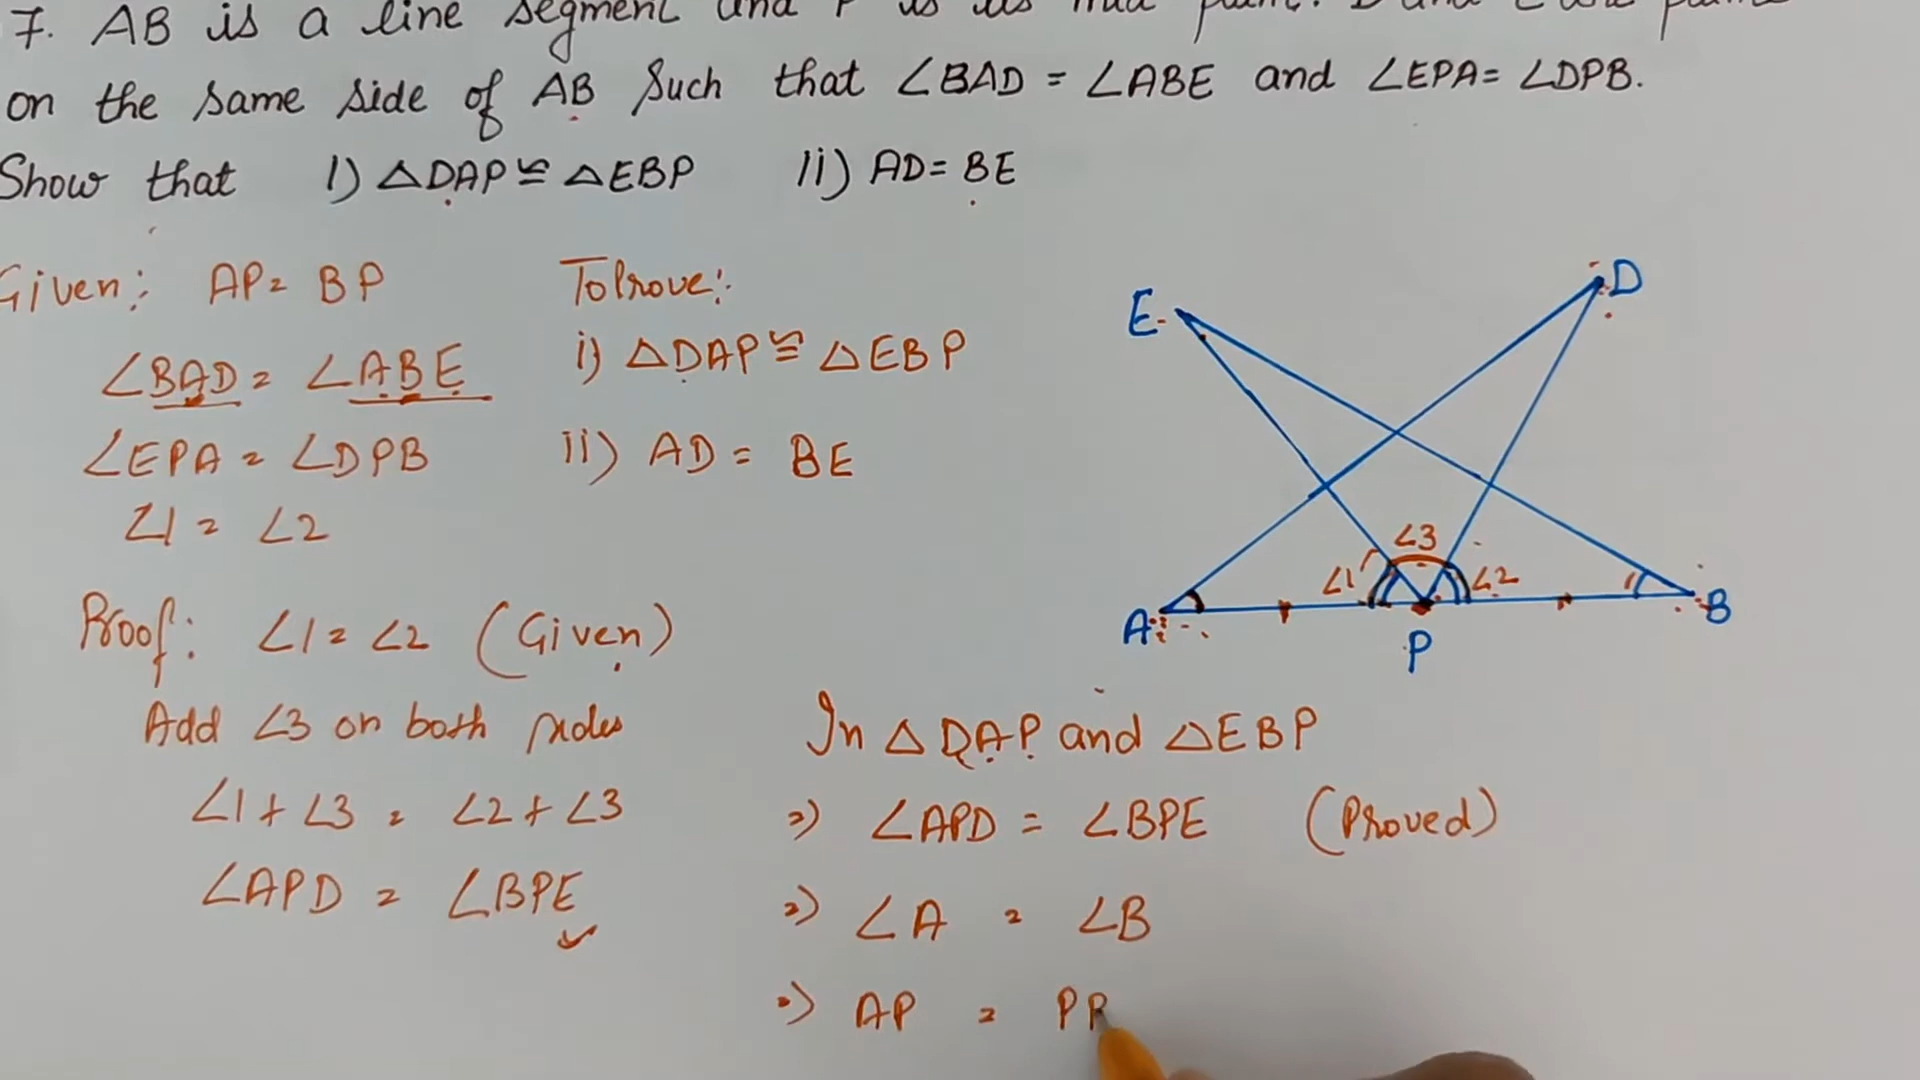 7. AB is a line segment and P is its mid point. D and E are points
on the same side of AB such that ∠BAD = ∠ABE and ∠EPA = ∠DPB.
Show that i) △DAP ≅ △EBP ii) AD = BE
Given: AP = BP
∠BAD = ∠ABE
∠EPA = ∠DPB
∠1 = ∠2
To Prove:
i) △DAP ≅ △EBP
ii) AD = BE
E
D
∠3
∠1
∠2
A
B
P
Proof: ∠1 = ∠2 (Given)
Add ∠3 on both sides
∠1 + ∠3 = ∠2 + ∠3
∠APD = ∠BPE
In △DAP and △EBP
⇒ ∠APD = ∠BPE (Proved)
⇒ ∠A = ∠B
⇒ AP = P